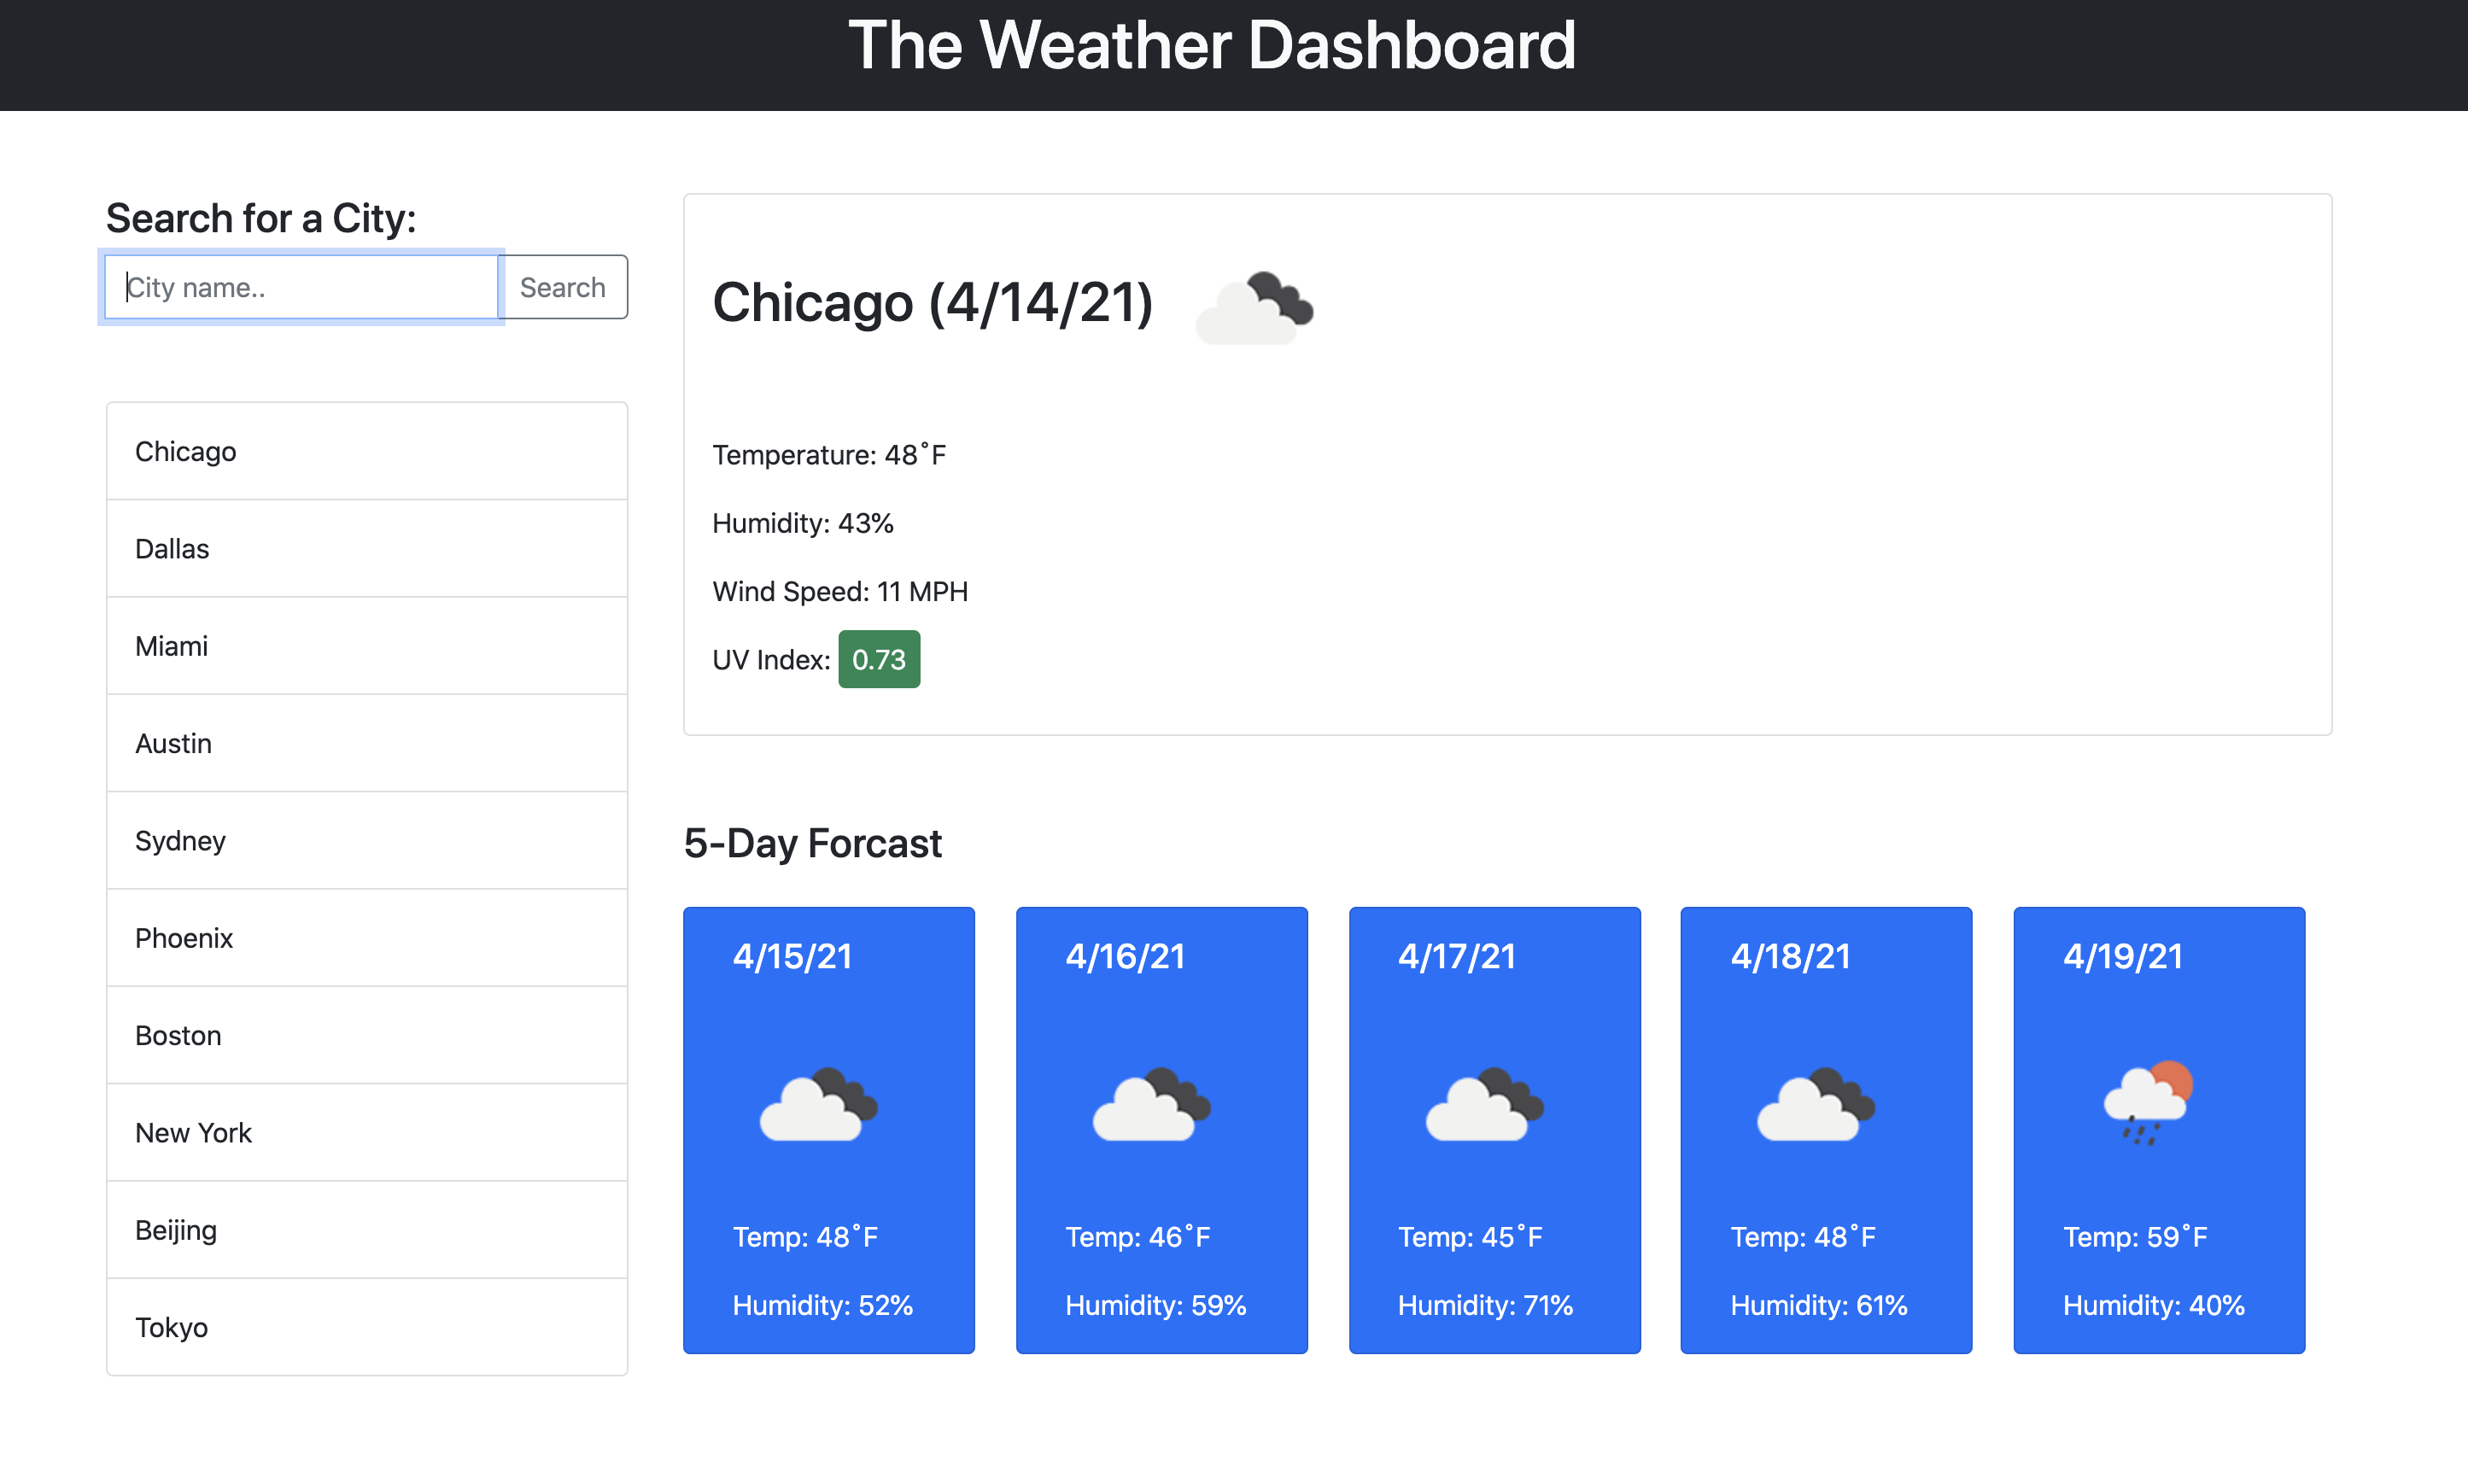 The Weather Dashboard
Search for a City:
City name..
Search
Chicago
Dallas
Miami
Austin
Sydney
Phoenix
Boston
New York
Beijing
Tokyo
Chicago (4/14/21)
Temperature: 48˚F
Humidity: 43%
Wind Speed: 11 MPH
UV Index: 0.73
5-Day Forcast
4/15/21
Temp: 48˚F
Humidity: 52%
4/16/21
Temp: 46˚F
Humidity: 59%
4/17/21
Temp: 45˚F
Humidity: 71%
4/18/21
Temp: 48˚F
Humidity: 61%
4/19/21
Temp: 59˚F
Humidity: 40%